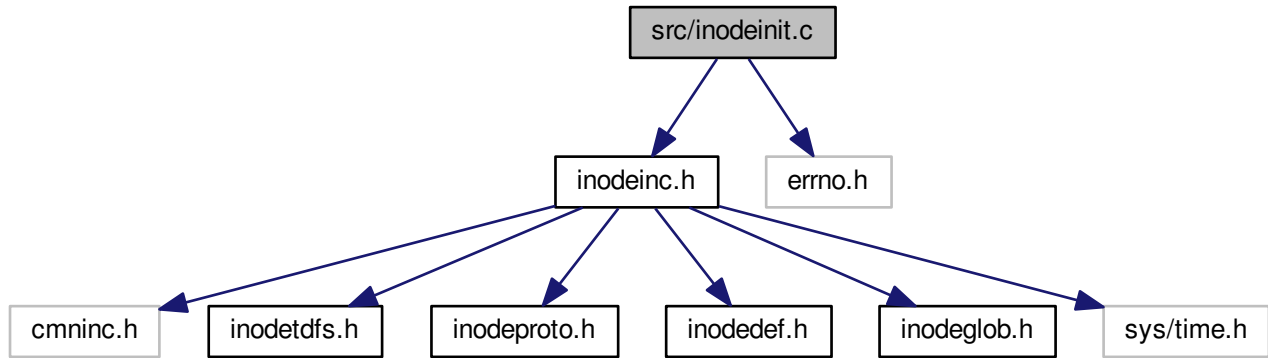 src/inodeinit.c
inodeinc.h
errno.h
cmninc.h
inodetdfs.h
inodeproto.h
inodedef.h
inodeglob.h
sys/time.h